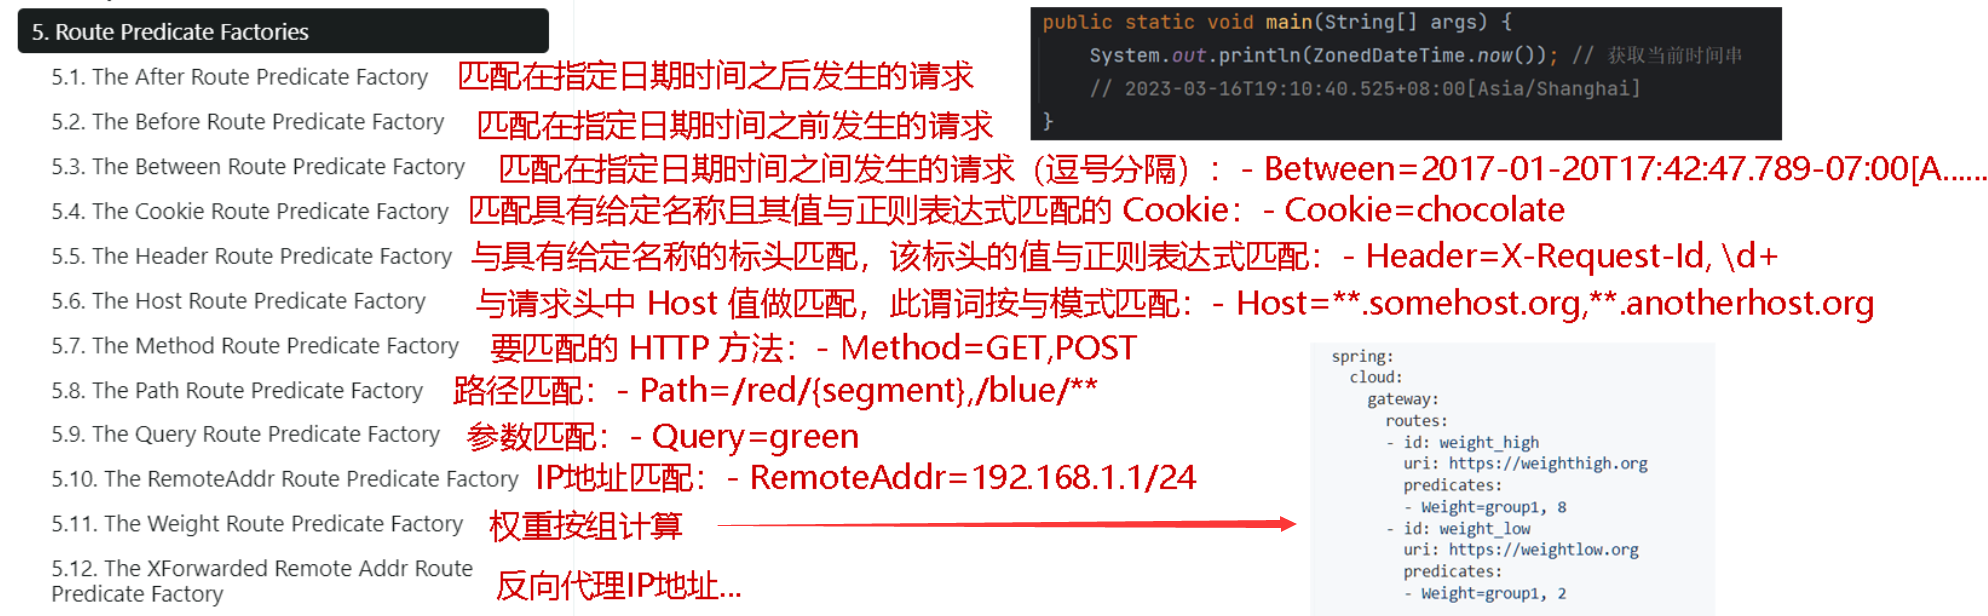 5. Route Predicate Factories
5.1. The After Route Predicate Factory 匹配在指定日期时间之后发生的请求
5.2. The Before Route Predicate Factory 匹配在指定日期时间之前发生的请求
5.3. The Between Route Predicate Factory 匹配在指定日期时间之间发生的请求（逗号分隔）：- Between=2017-01-20T17:42:47.789-07:00[A......
5.4. The Cookie Route Predicate Factory 匹配具有给定名称且其值与正则表达式匹配的 Cookie：- Cookie=chocolate
5.5. The Header Route Predicate Factory 与具有给定名称的标头匹配，该标头的值与正则表达式匹配：- Header=X-Request-Id, \d+
5.6. The Host Route Predicate Factory 与请求头中 Host 值做匹配，此谓词按与模式匹配：- Host=**.somehost.org,**.anotherhost.org
5.7. The Method Route Predicate Factory 要匹配的 HTTP 方法：- Method=GET,POST
5.8. The Path Route Predicate Factory 路径匹配：- Path=/red/{segment},/blue/**
5.9. The Query Route Predicate Factory 参数匹配：- Query=green
5.10. The RemoteAddr Route Predicate Factory IP地址匹配：- RemoteAddr=192.168.1.1/24
5.11. The Weight Route Predicate Factory 权重按组计算
5.12. The XForwarded Remote Addr Route
Predicate Factory 反向代理IP地址...
public static void main(String[] args) {
System.out.println(ZonedDateTime.now()); // 获取当前时间串
// 2023-03-16T19:10:40.525+08:00[Asia/Shanghai]
}
spring:
cloud:
gateway:
routes:
- id: weight_high
uri: https://weighthigh.org
predicates:
- Weight=group1, 8
- id: weight_low
uri: https://weightlow.org
predicates:
- Weight=group1, 2